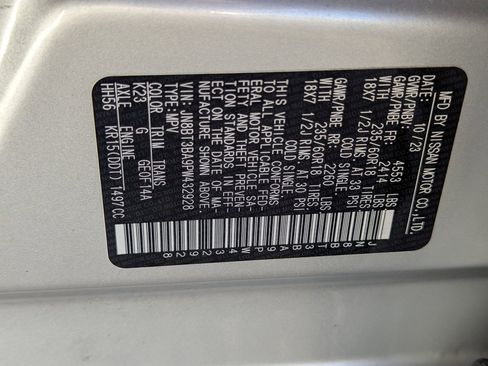 MFD. BY NISSAN MOTOR CO.,LTD.
DATE: 10/23
GVWR/PNBV: 4553 LBS
GAWR/PNBE FR: 2414 LBS
235/60R18 TIRES
18X7 1/2J RIMS, AT 33 PSI
COLD SINGLE.
GAWR/PNBE RR: 2260 LBS
235/60R18 TIRES
18X7 1/2J RIMS, AT 30 PSI
COLD SINGLE.
THIS VEHICLE CONFORMS
TO ALL APPLICABLE FED-
ERAL MOTOR VEHICLE SA-
FETY AND THEFT PREVEN-
TION STANDARDS IN EFF-
ECT ON THE DATE OF MA-
NUFACTURE SHOWN ABOVE.
VIN: JN8BT3BA9PW432928
TYPE: MPV
COLOR TRIM TRANS.
K23 G GE0F14A
AXLE ENGINE
HH56 KR15(DDT) 1497CC
JN8BT3BA9PW432928